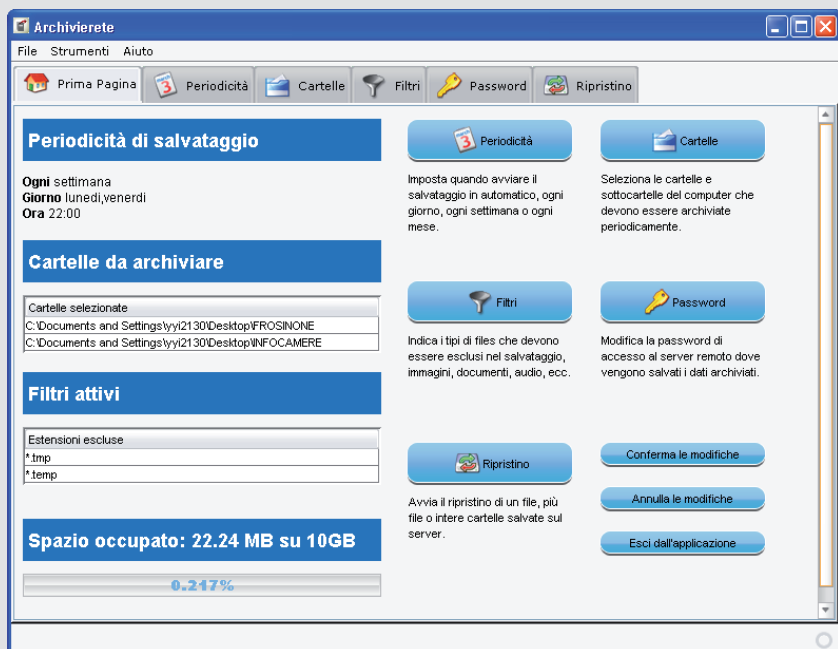 Archivierete
File Strumenti Aiuto
Prima Pagina
Periodicità
Cartelle
Filtri
Password
Ripristino
Periodicità di salvataggio
Ogni settimana
Giorno lunedi,venerdi
Ora 22:00
Cartelle da archiviare
Cartelle selezionate
C:\Documents and Settings\yyi2130\Desktop\FROSINONE
C:\Documents and Settings\yyi2130\Desktop\INFOCAMERE
Filtri attivi
Estensioni escluse
*.tmp
*.temp
Spazio occupato: 22.24 MB su 10GB
0.217%
Periodicità
Imposta quando avviare il
salvataggio in automatico, ogni
giorno, ogni settimana o ogni
mese.
Cartelle
Seleziona le cartelle e
sottocartelle del computer che
devono essere archiviate
periodicamente.
Filtri
Indica i tipi di files che devono
essere esclusi nel salvataggio,
immagini, documenti, audio, ecc.
Password
Modifica la password di
accesso al server remoto dove
vengono salvati i dati archiviati.
Ripristino
Avvia il ripristino di un file, più
file o intere cartelle salvate sul
server.
Conferma le modifiche
Annulla le modifiche
Esci dall'applicazione